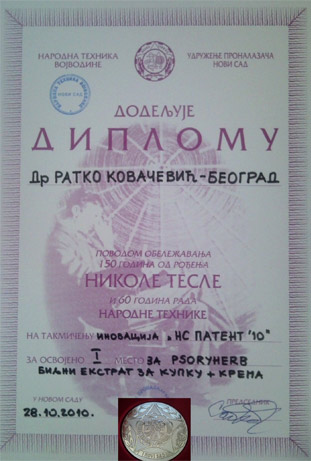 НАРОДНА ТЕХНИКА
ВОЈВОДИНЕ
УДРУЖЕЊЕ ПРОНАЛАЗАЧА
НОВИ САД
НОВИ САД
ДОДЕЉУЈЕ
ДИПЛОМУ
Др РАТКО КОВАЧЕВИЋ-БЕОГРАД
ПОВОДОМ ОБЕЛЕЖАВАЊА
150 ГОДИНА ОД РОЂЕЊА
НИКОЛЕ ТЕСЛЕ
И 60 ГОДИНА РАДА
НАРОДНЕ ТЕХНИКЕ
НА ТАКМИЧЕЊУ ИНОВАЦИЈА „НС ПАТЕНТ '10"
ЗА ОСВОЈЕНО I МЕСТО ЗА PSORYHERB
БИЉНИ ЕКСТРАТ ЗА КУПКУ + КРЕМА
У НОВОМ САДУ
28.10.2010.
ПРЕДСЕДНИК